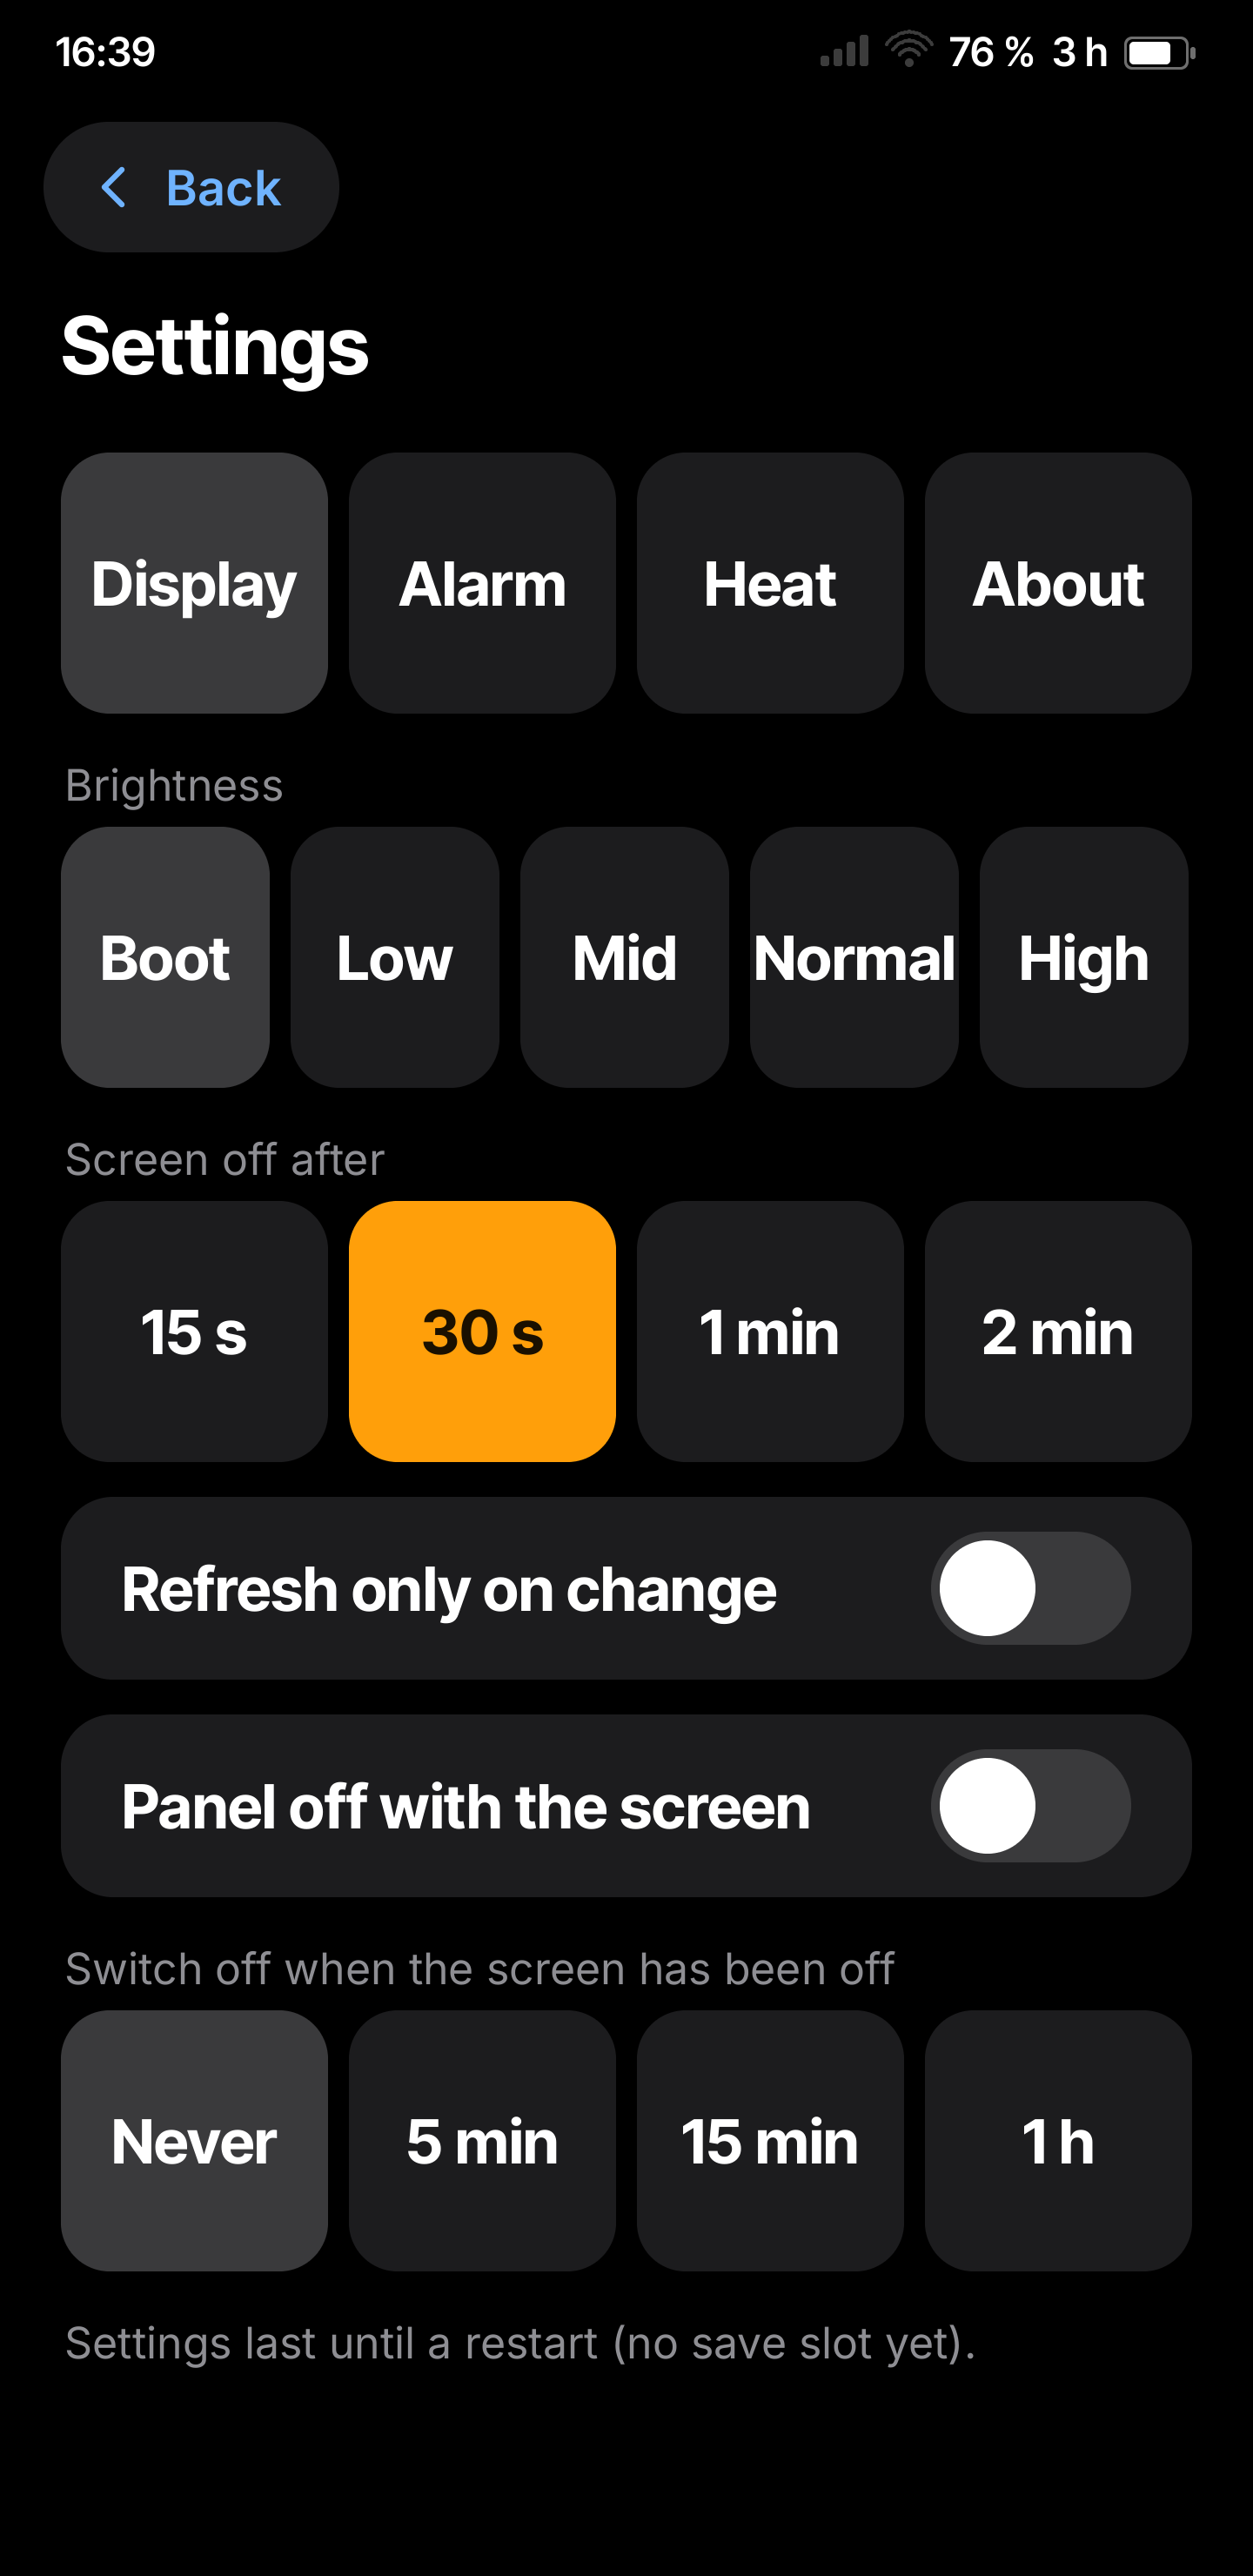 16:39 76 % 3 h
Back
Settings
Display Alarm Heat About
Brightness
Boot Low Mid Normal High
Screen off after
15 s 30 s 1 min 2 min
Refresh only on change
Panel off with the screen
Switch off when the screen has been off
Never 5 min 15 min 1 h
Settings last until a restart (no save slot yet).